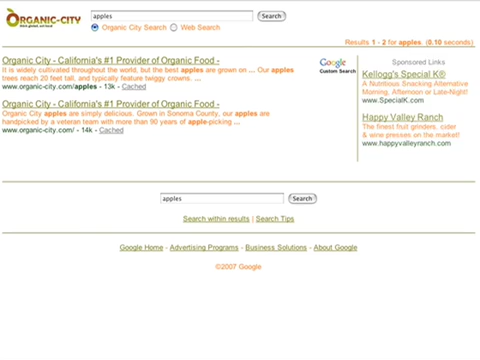 ORGANIC-CITY
apples
Search
Organic City Search
Web Search
Results 1 - 2 for apples. (0.10 seconds)
Organic City - California's #1 Provider of Organic Food -
It is widely cultivated throughout the world, but the best apples are grown on ... Our apples
trees reach 20 feet tall, and typically feature twiggy crowns. ...
www.organic-city.com/apples - 13k - Cached
Organic City - California's #1 Provider of Organic Food -
Organic City apples are simply delicious. Grown in Sonoma County, our apples are
handpicked by a veteran team with more than 90 years of apple-picking ...
www.organic-city.com/ - 14k - Cached
Google
Custom Search
Sponsored Links
Kellogg's Special K®
A Nutritious Snacking Alternative
Morning, Afternoon or Late-Night!
www.SpecialK.com
Happy Valley Ranch
The finest fruit grinders, cider
& wine presses on the market!
www.happyvalleyranch.com
apples
Search
Search within results | Search Tips
Google Home - Advertising Programs - Business Solutions - About Google
©2007 Google